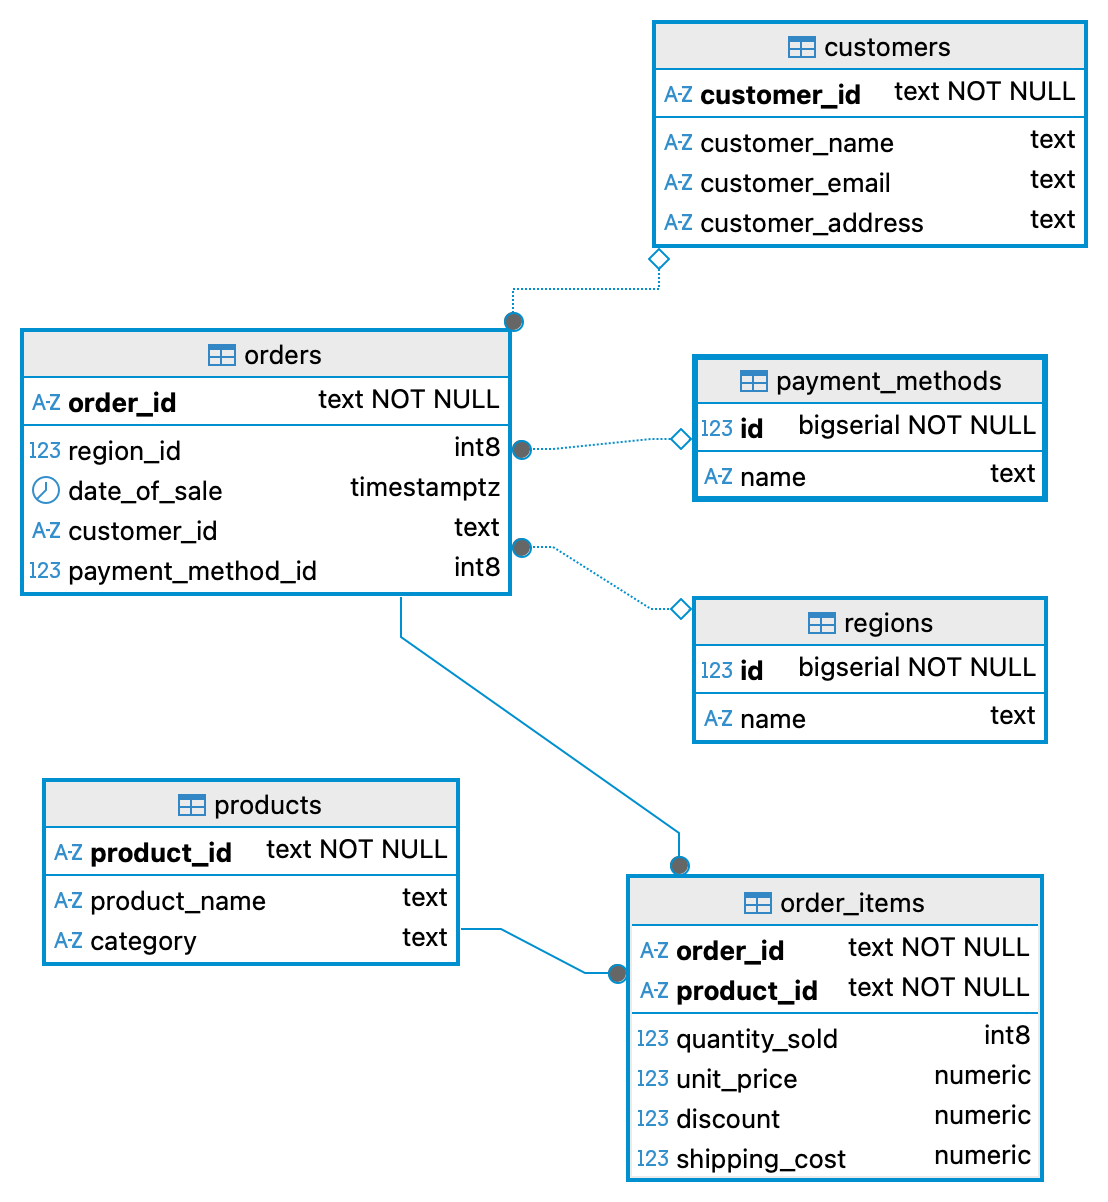 customers
A-Z customer_id text NOT NULL
A-Z customer_name text
A-Z customer_email text
A-Z customer_address text
orders
A-Z order_id text NOT NULL
123 region_id int8
date_of_sale timestamptz
A-Z customer_id text
123 payment_method_id int8
payment_methods
123 id bigserial NOT NULL
A-Z name text
regions
123 id bigserial NOT NULL
A-Z name text
products
A-Z product_id text NOT NULL
A-Z product_name text
A-Z category text
order_items
A-Z order_id text NOT NULL
A-Z product_id text NOT NULL
123 quantity_sold int8
123 unit_price numeric
123 discount numeric
123 shipping_cost numeric